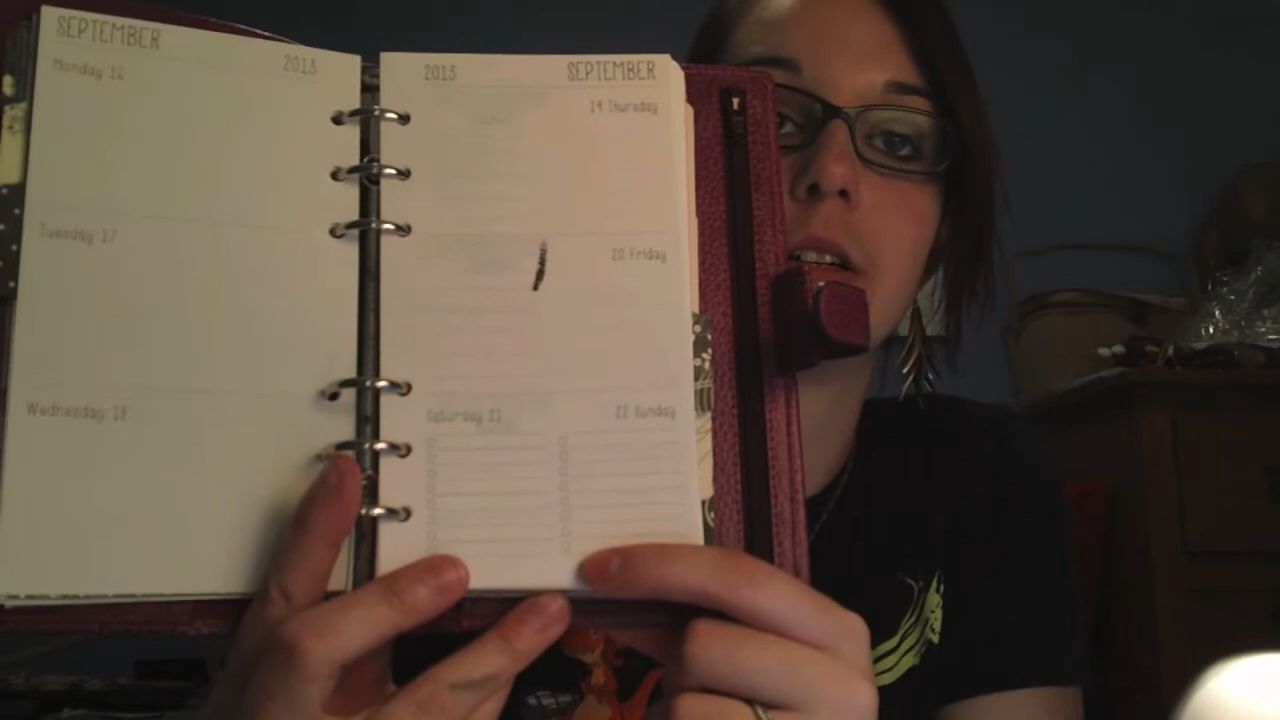 SEPTEMBER
2013
Monday 16
Tuesday 17
Wednesday 18
2013 SEPTEMBER
19 Thursday
20 Friday
Saturday 21
22 Sunday